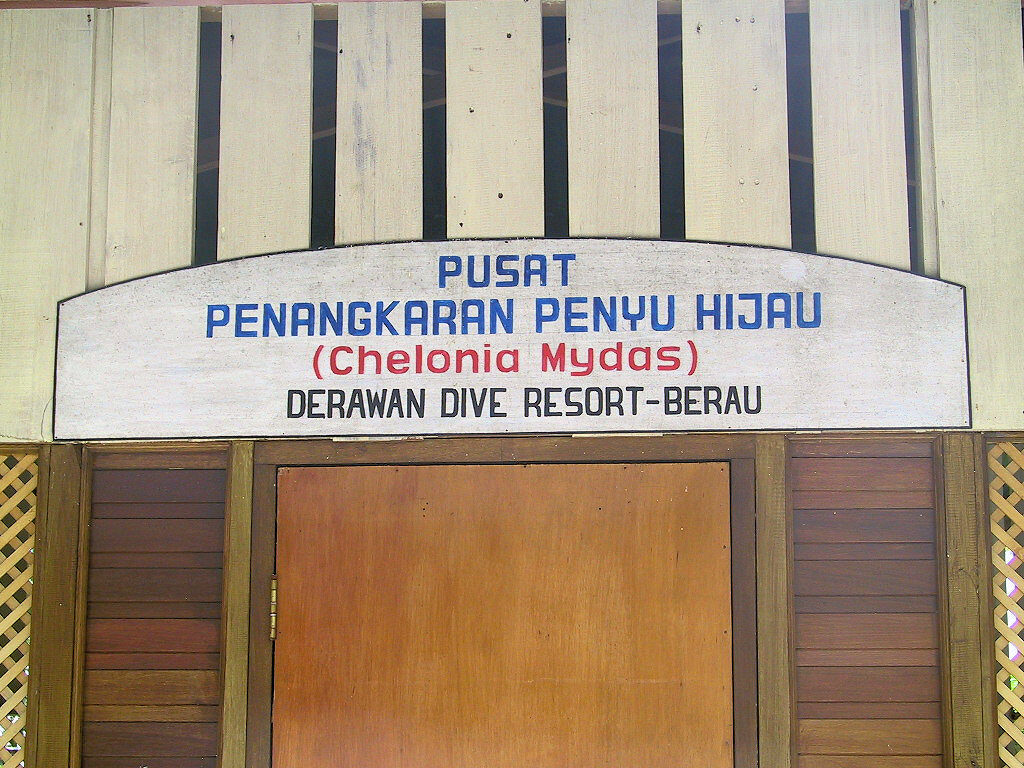 PUSAT
PENANGKARAN PENYU HIJAU
(Chelonia Mydas)
DERAWAN DIVE RESORT-BERAU